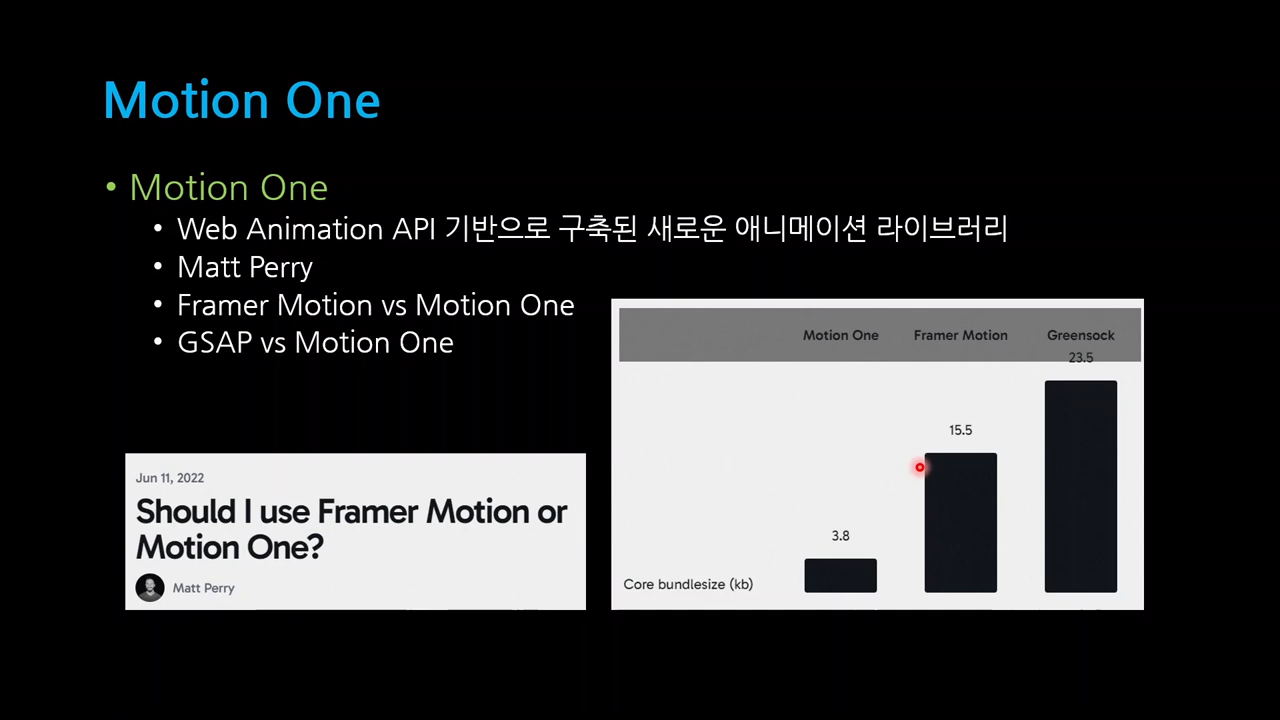 Motion One
• Motion One
• Web Animation API 기반으로 구축된 새로운 애니메이션 라이브러리
• Matt Perry
• Framer Motion vs Motion One
• GSAP vs Motion One
Jun 11, 2022
Should I use Framer Motion or
Motion One?
Matt Perry
Motion One Framer Motion Greensock
23.5
15.5
3.8
Core bundlesize (kb)